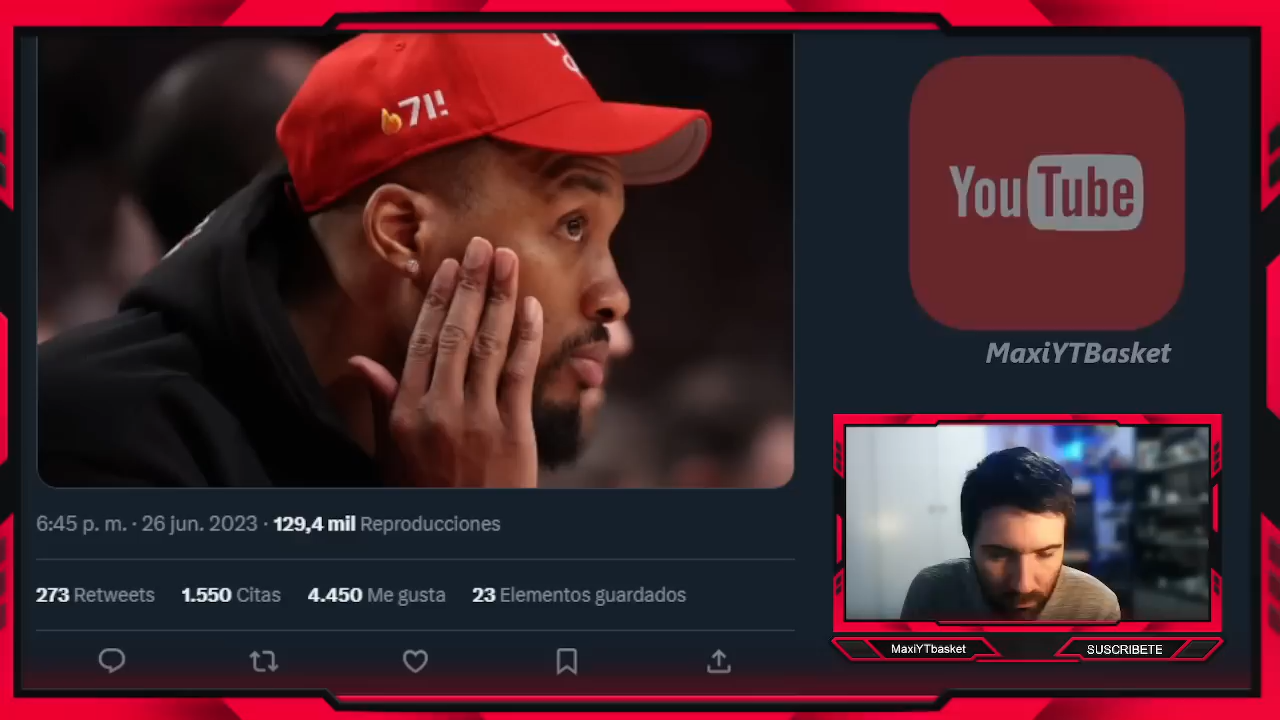 71!!
YouTube
MaxiYTBasket
6:45 p. m. · 26 jun. 2023 · 129,4 mil Reproducciones
273 Retweets 1.550 Citas 4.450 Me gusta 23 Elementos guardados
MaxiYTbasket
SUSCRIBETE